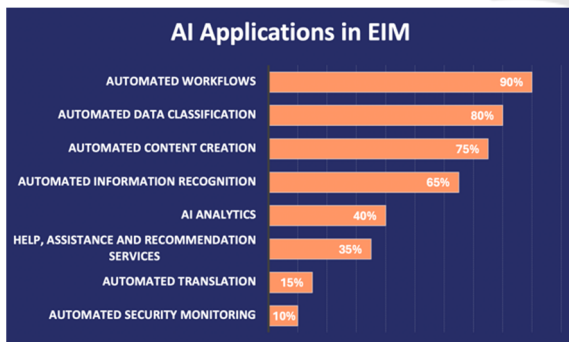 AI Applications in EIM
AUTOMATED WORKFLOWS 90%
AUTOMATED DATA CLASSIFICATION 80%
AUTOMATED CONTENT CREATION 75%
AUTOMATED INFORMATION RECOGNITION 65%
AI ANALYTICS 40%
HELP, ASSISTANCE AND RECOMMENDATION
SERVICES 35%
AUTOMATED TRANSLATION 15%
AUTOMATED SECURITY MONITORING 10%